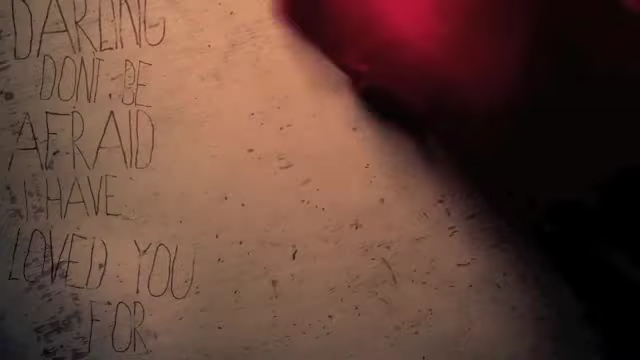 DARLING
DONT BE
AFRAID
I HAVE
LOVED YOU
FOR